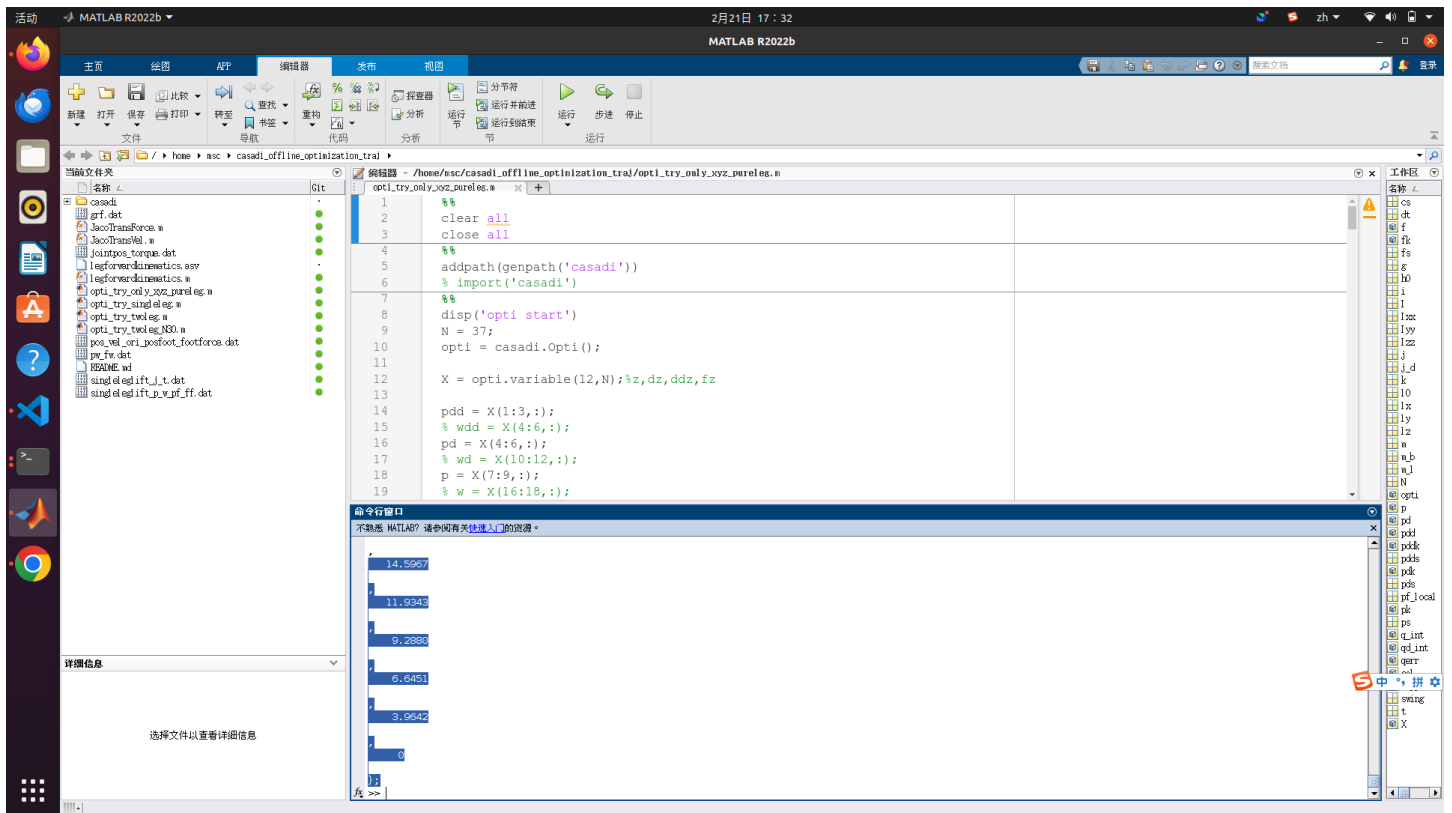 活动
MATLAB R2022b
2月21日 17：32
zh
MATLAB R2022b
主页
绘图
APP
编辑器
发布
视图
搜索文档
登录
新建
打开
保存
比较
打印
转至
查找
书签
重构
探查器
分析
运行节
分节符
运行并前进
运行到结束
运行
步进
停止
文件
导航
代码
分析
节
运行
/ home msc casadi_offline_optimization_traj
当前文件夹
名称
Git
casadi
grf.dat
JacoTransForce.m
JacoTransVel.m
jointpos_torque.dat
legforwardkinematics.asv
legforwardkinematics.m
opti_try_only_xyz_pureleg.m
opti_try_singleleg.m
opti_try_twoleg.m
opti_try_twoleg_N30.m
pos_vel_ori_posfoot_footforce.dat
pw_fw.dat
README.md
singleleglift_j_t.dat
singleleglift_p_v_pf_ff.dat
详细信息
选择文件以查看详细信息
编辑器 - /home/msc/casadi_offline_optimization_traj/opti_try_only_xyz_pureleg.m
opti_try_only_xyz_pureleg.m
1 %%
2 clear all
3 close all
4 %%
5 addpath(genpath('casadi'))
6 % import('casadi')
7 %%
8 disp('opti start')
9 N = 37;
10 opti = casadi.Opti();
11
12 X = opti.variable(12,N);%z,dz,ddz,fz
13
14 pdd = X(1:3,:);
15 % wdd = X(4:6,:);
16 pd = X(4:6,:);
17 % wd = X(10:12,:);
18 p = X(7:9,:);
19 % w = X(16:18,:);
命令行窗口
不熟悉 MATLAB? 请参阅有关快速入门的资源。
,
14.5967
,
11.9343
,
9.2880
,
6.6451
,
3.9642
,
0
};
fx >>
工作区
名称
cs
dt
f
fk
fs
g
h0
i
I
Ixx
Iyy
Izz
j
j_d
k
l0
lx
ly
lz
m
m_b
m_l
N
opti
p
pd
pdd
pddk
pdds
pdk
pds
pf_local
pk
ps
q_int
qd_int
qerr
swing
t
X
中 °, 拼